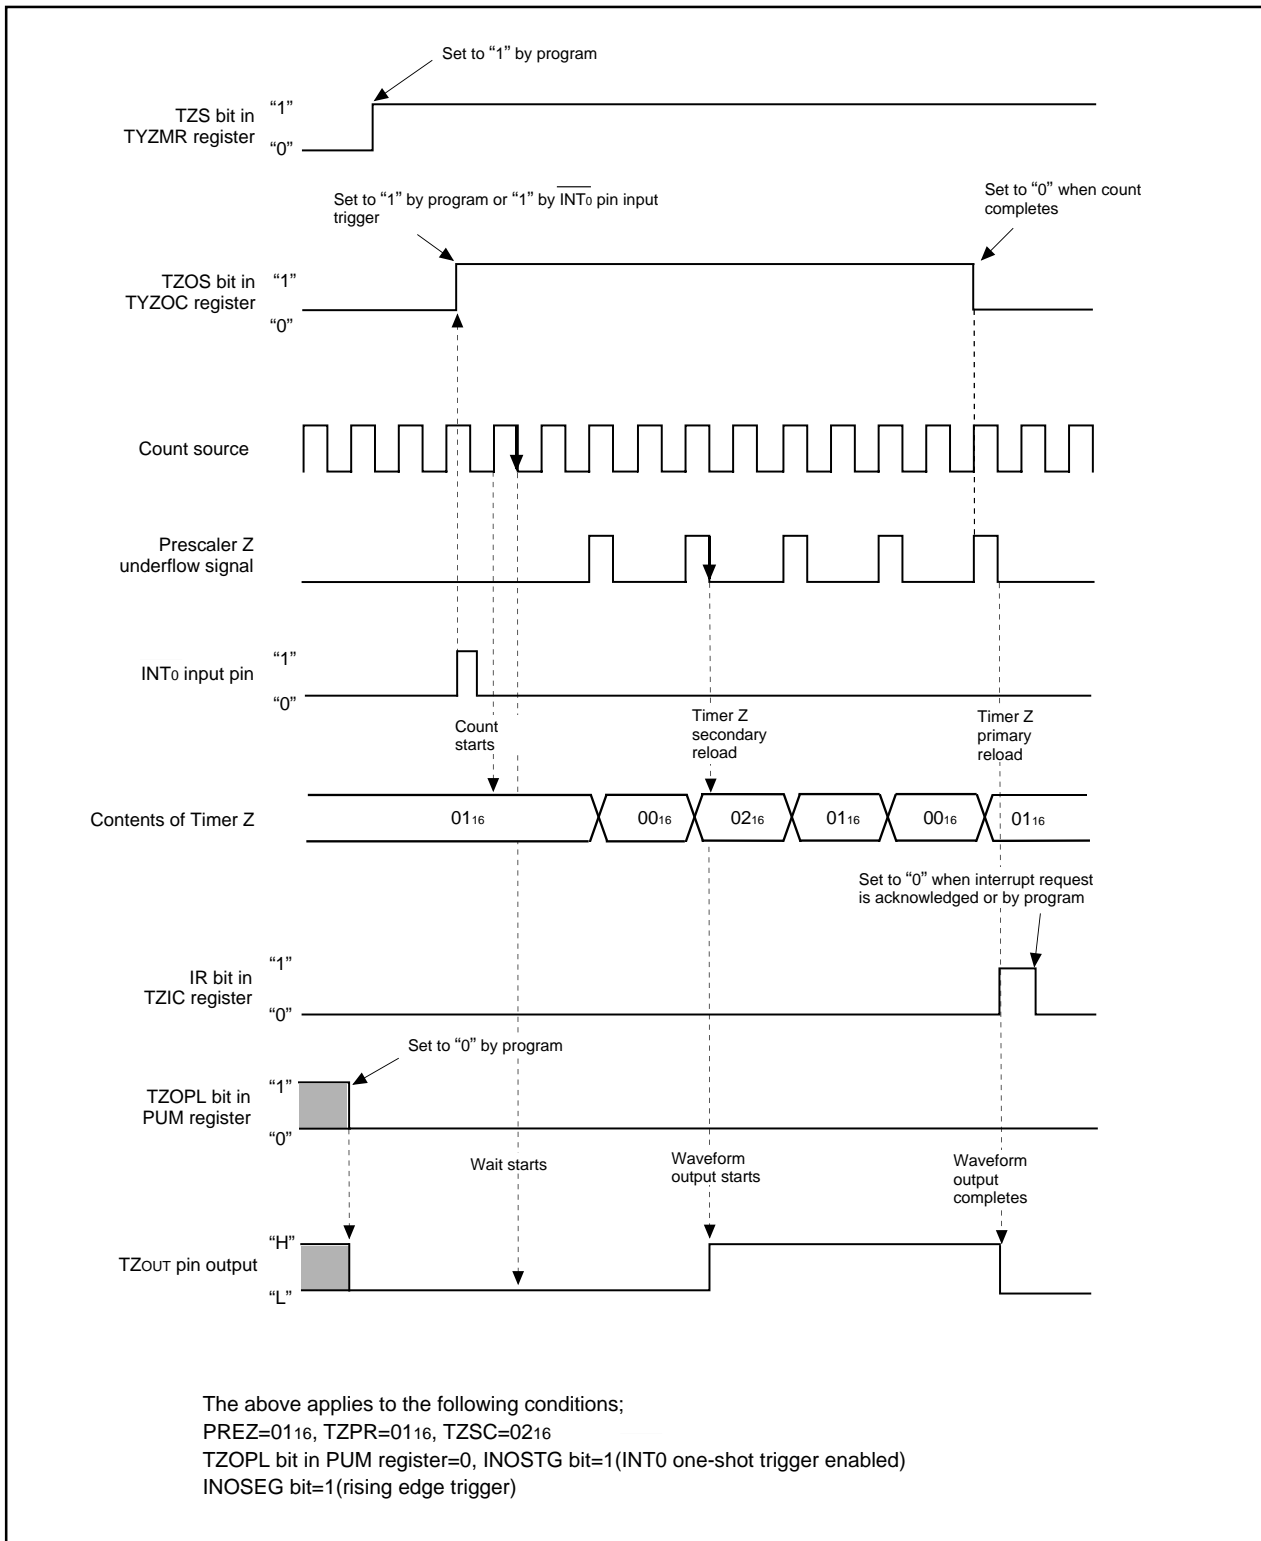 Set to “1” by program
“1”
TZS bit in
TYZMR register
“0”
Set to “1” by program or “1” by INT0 pin input
trigger
Set to “0” when count
completes
TZOS bit in
TYZOC register
“1”
“0”
Count source
Prescaler Z
underflow signal
“1”
INT0 input pin
“0”
Count
starts
Timer Z
secondary
reload
Timer Z
primary
reload
Contents of Timer Z
0116
0016
0216
0116
0016
0116
Set to “0” when interrupt request
is acknowledged or by program
“1”
IR bit in
TZIC register
“0”
Set to “0” by program
“1”
TZOPL bit in
PUM register
“0”
Wait starts
Waveform
output starts
Waveform
output
completes
“H”
TZOUT pin output
“L”
The above applies to the following conditions;
PREZ=0116, TZPR=0116, TZSC=0216
TZOPL bit in PUM register=0, INOSTG bit=1(INT0 one-shot trigger enabled)
INOSEG bit=1(rising edge trigger)